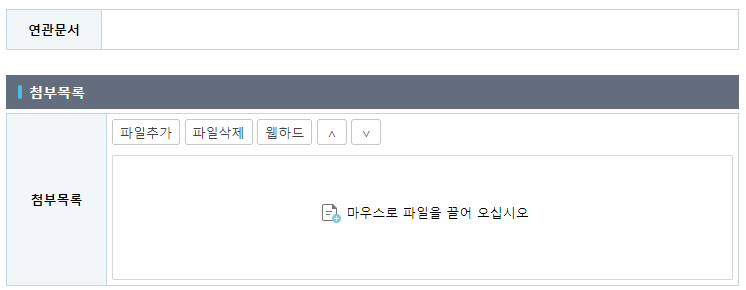 연관문서
첨부목록
파일추가 파일삭제 웹하드 ∧ ∨
첨부목록
마우스로 파일을 끌어 오십시오